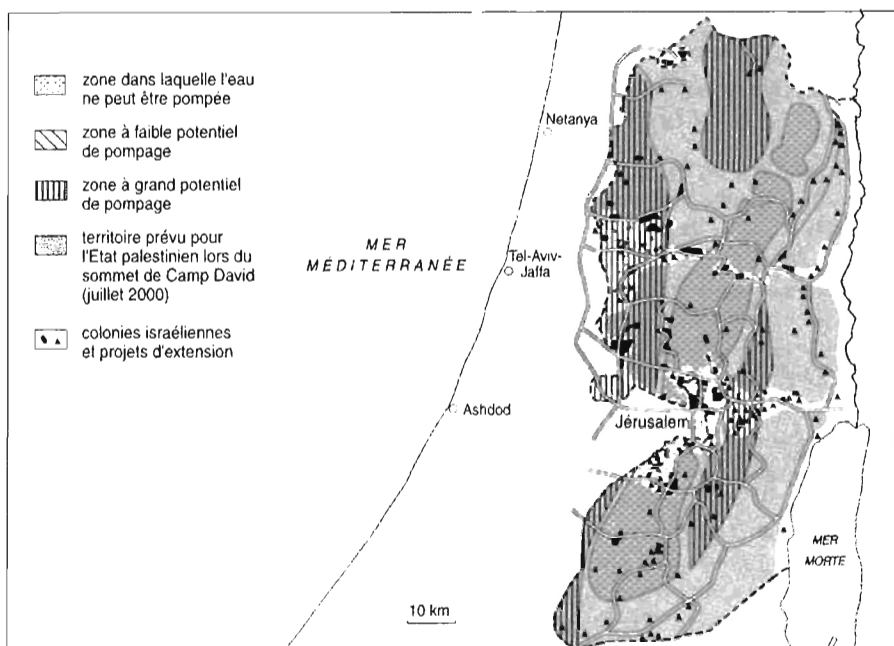 zone dans laquelle l'eau
ne peut être pompée
zone à faible potentiel
de pompage
zone à grand potentiel
de pompage
territoire prévu pour
l'Etat palestinien lors du
sommet de Camp David
(juillet 2000)
colonies israéliennes
et projets d'extension
Netanya
MER
MÉDITERRANÉE
Tel-Aviv-
Jaffa
Ashdod
Jérusalem
MER
MORTE
10 km